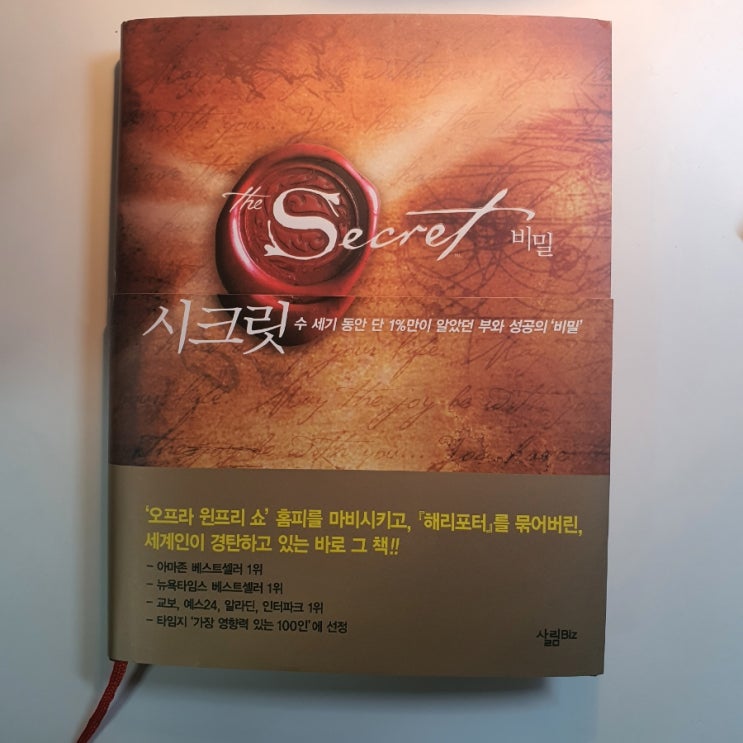 the Secret 비밀
시크릿 수 세기 동안 단 1%만이 알았던 부와 성공의 '비밀'
'오프라 윈프리 쇼' 홈피를 마비시키고, 『해리포터』를 묶어버린,
세계인이 경탄하고 있는 바로 그 책!!
- 아마존 베스트셀러 1위
- 뉴욕타임스 베스트셀러 1위
- 교보, 예스24, 알라딘, 인터파크 1위
- 타임지 '가장 영향력 있는 100인'에 선정
살림Biz